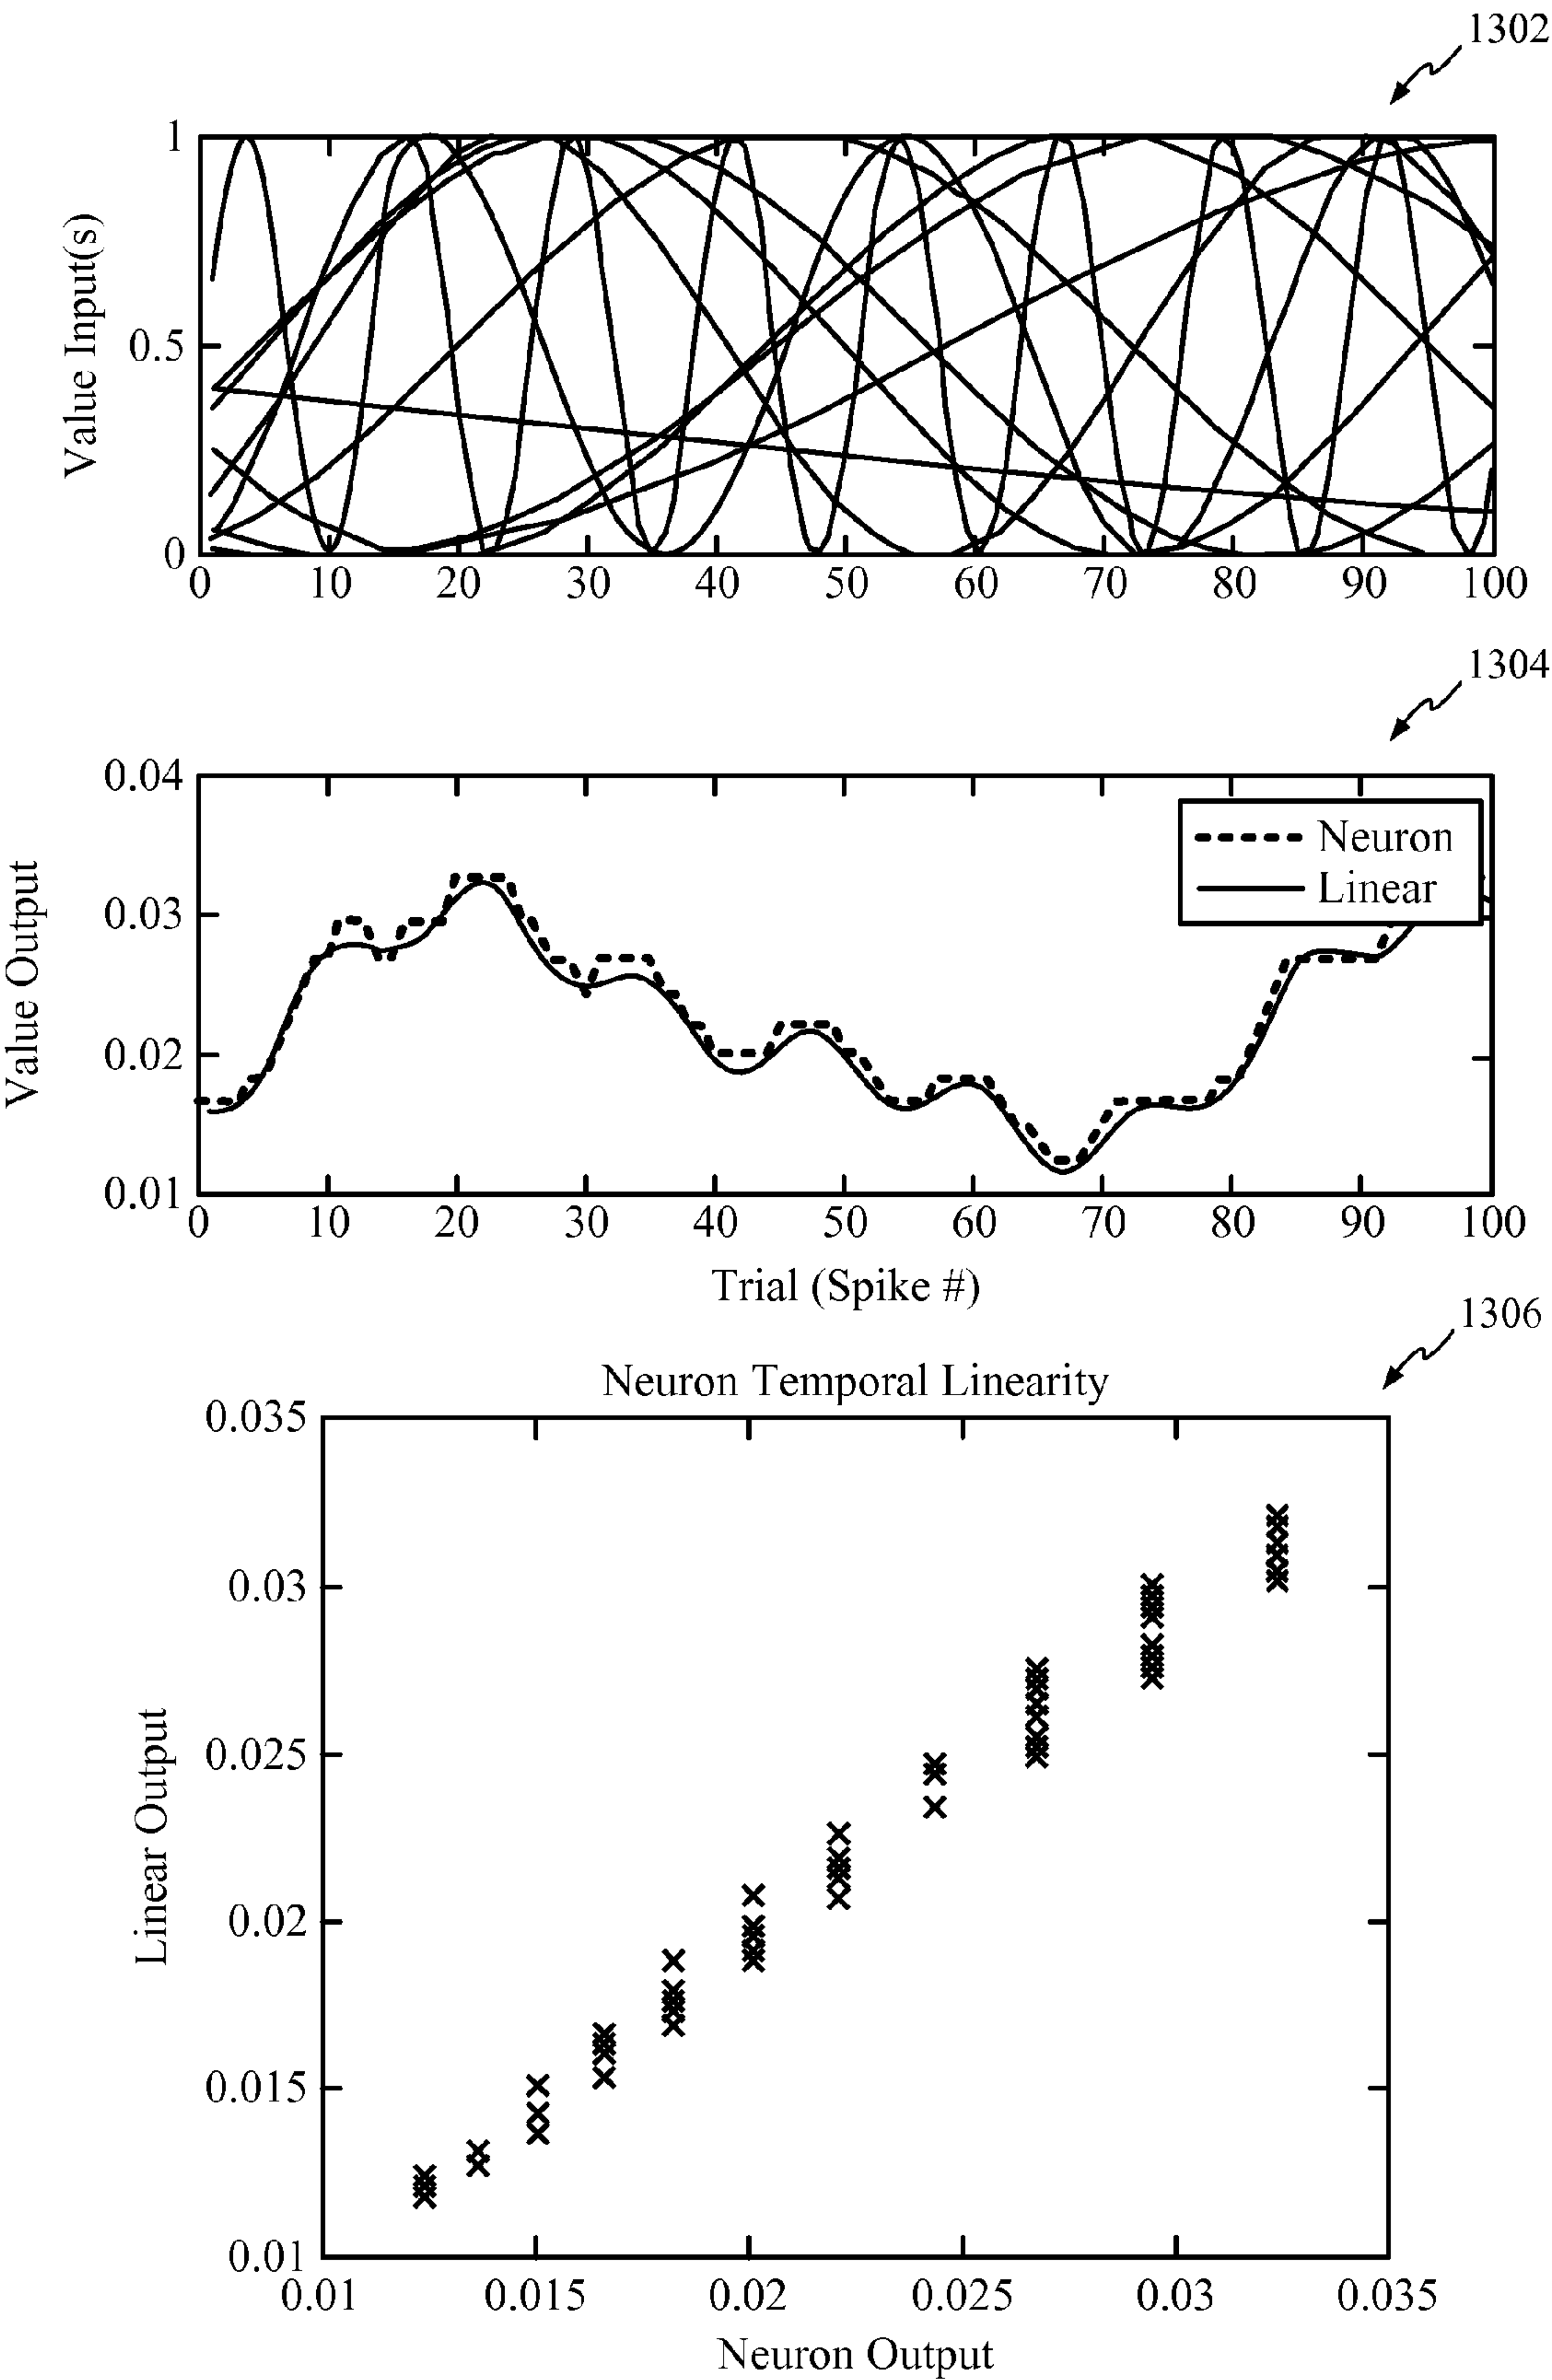 1302
1
0.5
0
Value Input(s)
0 10 20 30 40 50 60 70 80 90 100
1304
0.04
0.03
0.02
0.01
Value Output
Neuron
Linear
0 10 20 30 40 50 60 70 80 90 100
Trial (Spike #)
1306
Neuron Temporal Linearity
0.035
0.03
0.025
0.02
0.015
0.01
Linear Output
0.01 0.015 0.02 0.025 0.03 0.035
Neuron Output